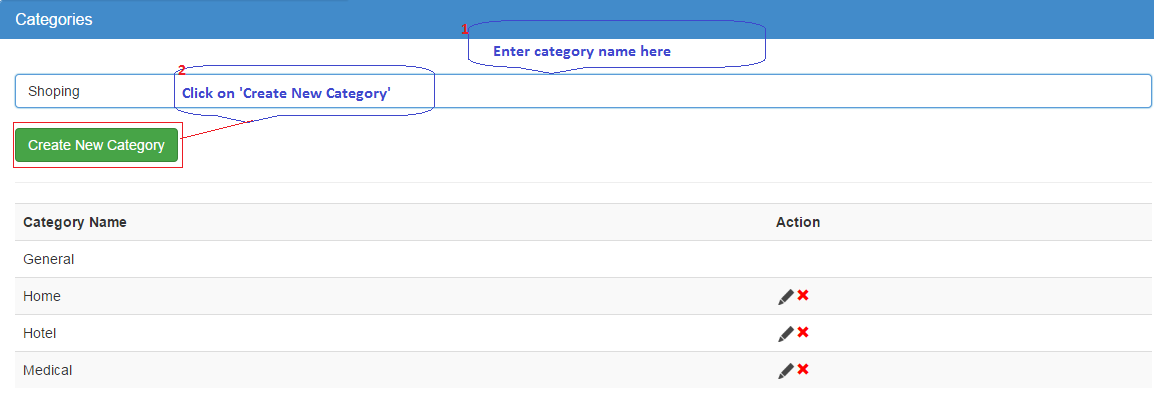 Categories
1
Enter category name here
2
Shoping
Click on 'Create New Category'
Create New Category
Category Name Action
General
Home
Hotel
Medical